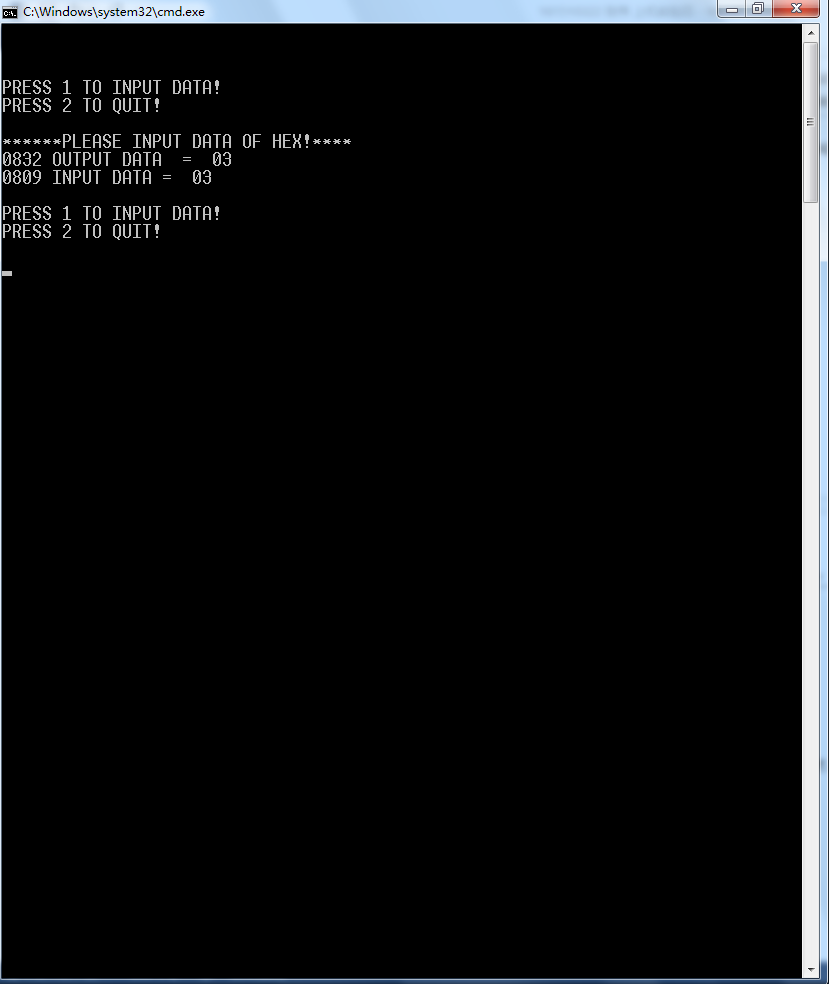 C:\Windows\system32\cmd.exe
PRESS 1 TO INPUT DATA!
PRESS 2 TO QUIT!
******PLEASE INPUT DATA OF HEX!****
0832 OUTPUT DATA  =  03
0809 INPUT DATA =  03
PRESS 1 TO INPUT DATA!
PRESS 2 TO QUIT!